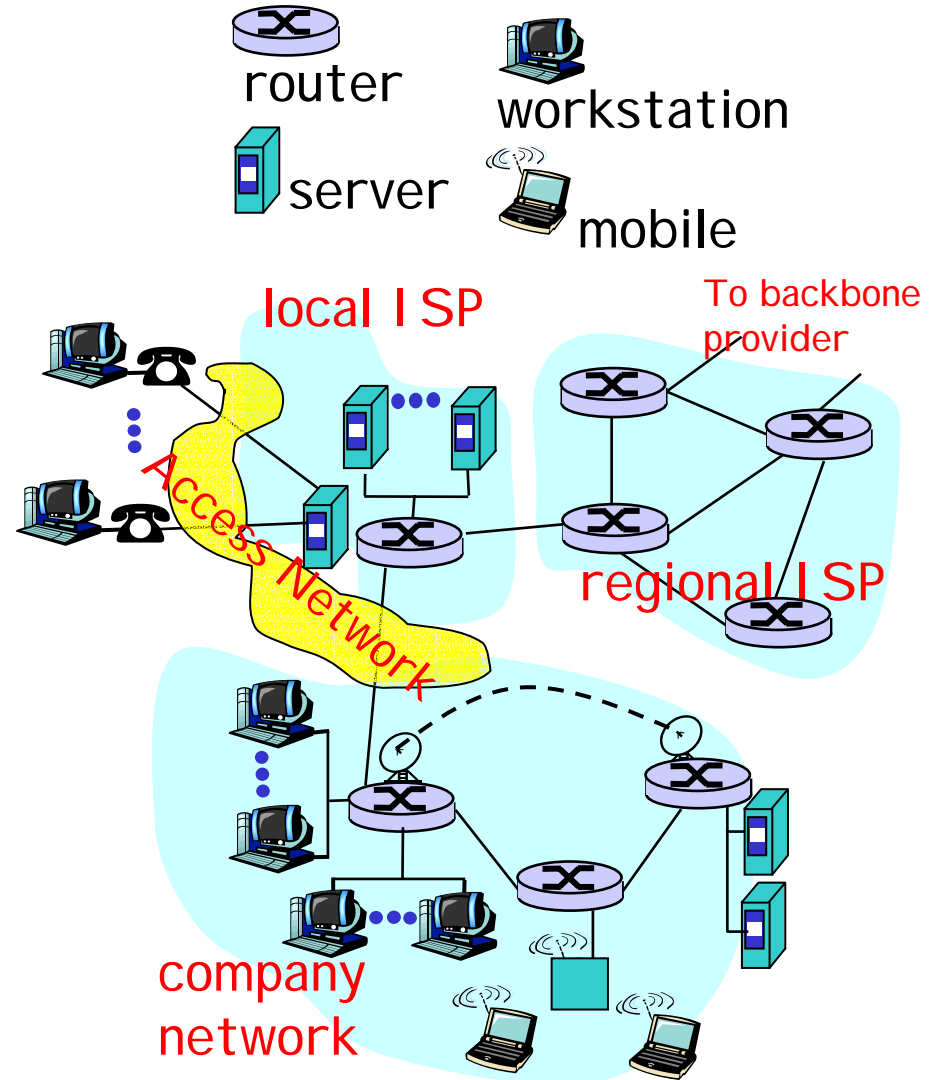 router
workstation
server
mobile
local ISP
To backbone
provider
Access Network
regional ISP
company
network